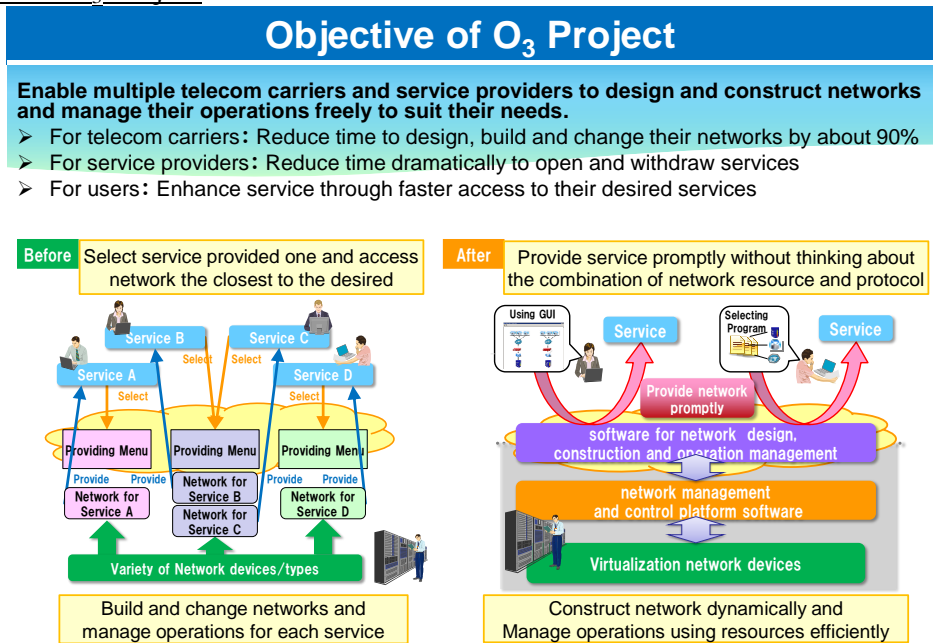 Objective of O3 Project
Enable multiple telecom carriers and service providers to design and construct networks
and manage their operations freely to suit their needs.
➢ For telecom carriers：Reduce time to design, build and change their networks by about 90%
➢ For service providers：Reduce time dramatically to open and withdraw services
➢ For users：Enhance service through faster access to their desired services
Before
Select service provided one and access
network the closest to the desired
Service B
Service C
Select
Select
Service A
Service D
Select
Select
Providing Menu
Providing Menu
Providing Menu
Provide
Provide
Provide
Provide
Network for
Service A
Network for
Service B
Network for
Service C
Network for
Service D
Variety of Network devices/types
Build and change networks and
manage operations for each service
After
Provide service promptly without thinking about
the combination of network resource and protocol
Using GUI
Service
Selecting
Program
Service
Provide network
promptly
software for network design,
construction and operation management
network management
and control platform software
Virtualization network devices
Construct network dynamically and
Manage operations using resources efficiently